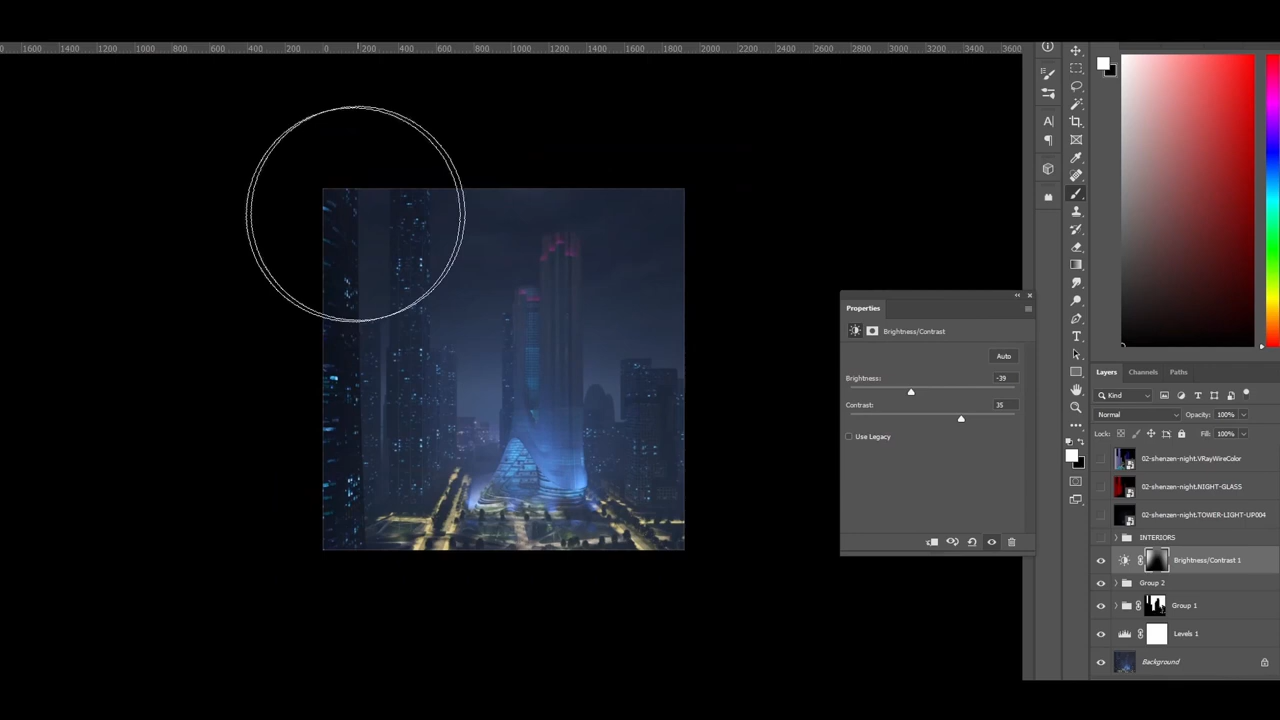 1600 1400 1200 1000 800 600 400 200 0 200 400 600 800 1000 1200 1400 1600 1800 2000 2200 2400 2600 2800 3000 3200 3400 3600
Properties
Brightness/Contrast
Auto
Brightness: -39
Contrast: 35
Use Legacy
Layers Channels Paths
Kind
Normal Opacity: 100%
Lock: Fill: 100%
02-shenzen-night.VRayWireColor
02-shenzen-night.NIGHT-GLASS
02-shenzen-night.TOWER-LIGHT-UP004
INTERIORS
Brightness/Contrast 1
Group 2
Group 1
Levels 1
Background